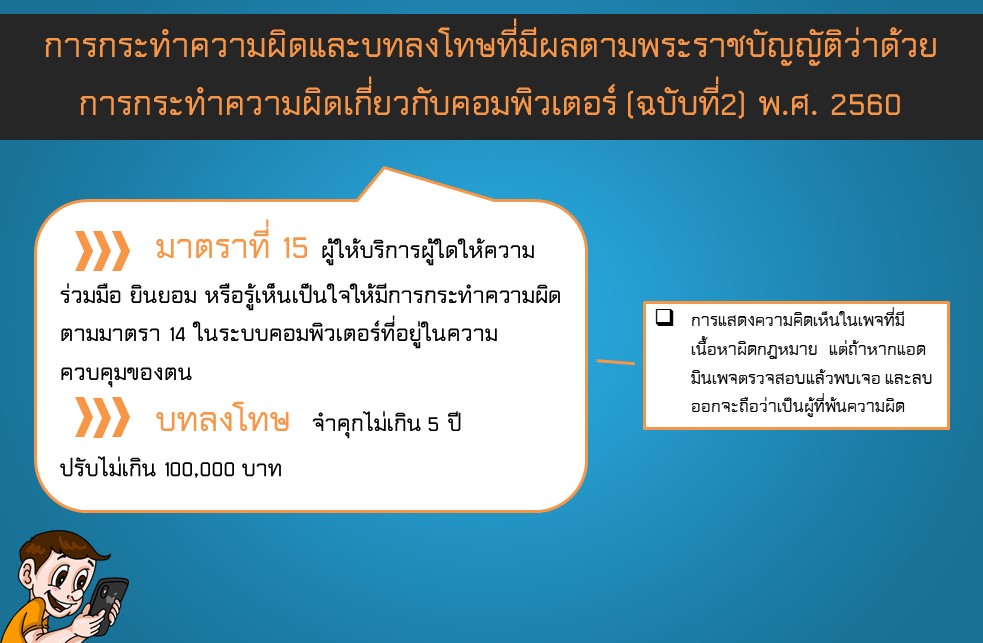 การกระทำความผิดและบทลงโทษที่มีผลตามพระราชบัญญัติว่าด้วย
การกระทำความผิดเกี่ยวกับคอมพิวเตอร์ (ฉบับที่2) พ.ศ. 2560
มาตราที่ 15 ผู้ให้บริการผู้ใดให้ความ
ร่วมมือ ยินยอม หรือรู้เห็นเป็นใจให้มีการกระทำความผิด
ตามมาตรา 14 ในระบบคอมพิวเตอร์ที่อยู่ในความ
ควบคุมของตน
บทลงโทษ จำคุกไม่เกิน 5 ปี
ปรับไม่เกิน 100,000 บาท
การแสดงความคิดเห็นในเพจที่มี
เนื้อหาผิดกฎหมาย แต่ถ้าหากแอด
มินเพจตรวจสอบแล้วพบเจอ และลบ
ออกจะถือว่าเป็นผู้ที่พ้นความผิด